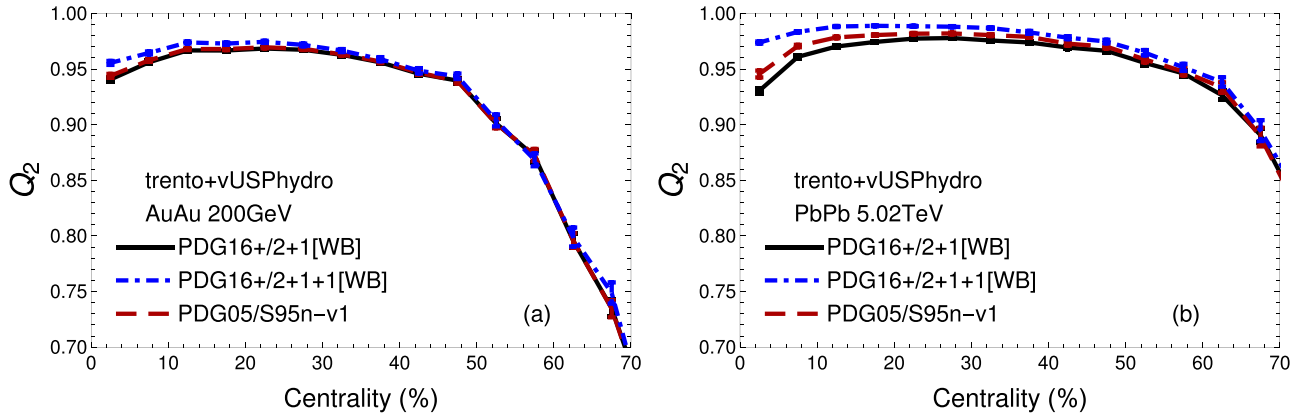 1.00
0.95
0.90
0.85
0.80
0.75
0.70
Q2
trento+vUSPhydro
AuAu 200GeV
PDG16+/2+1[WB]
PDG16+/2+1+1[WB]
PDG05/S95n−v1
(a)
0 10 20 30 40 50 60 70
Centrality (%)
1.00
0.95
0.90
0.85
0.80
0.75
0.70
Q2
trento+vUSPhydro
PbPb 5.02TeV
PDG16+/2+1[WB]
PDG16+/2+1+1[WB]
PDG05/S95n−v1
(b)
0 10 20 30 40 50 60 70
Centrality (%)